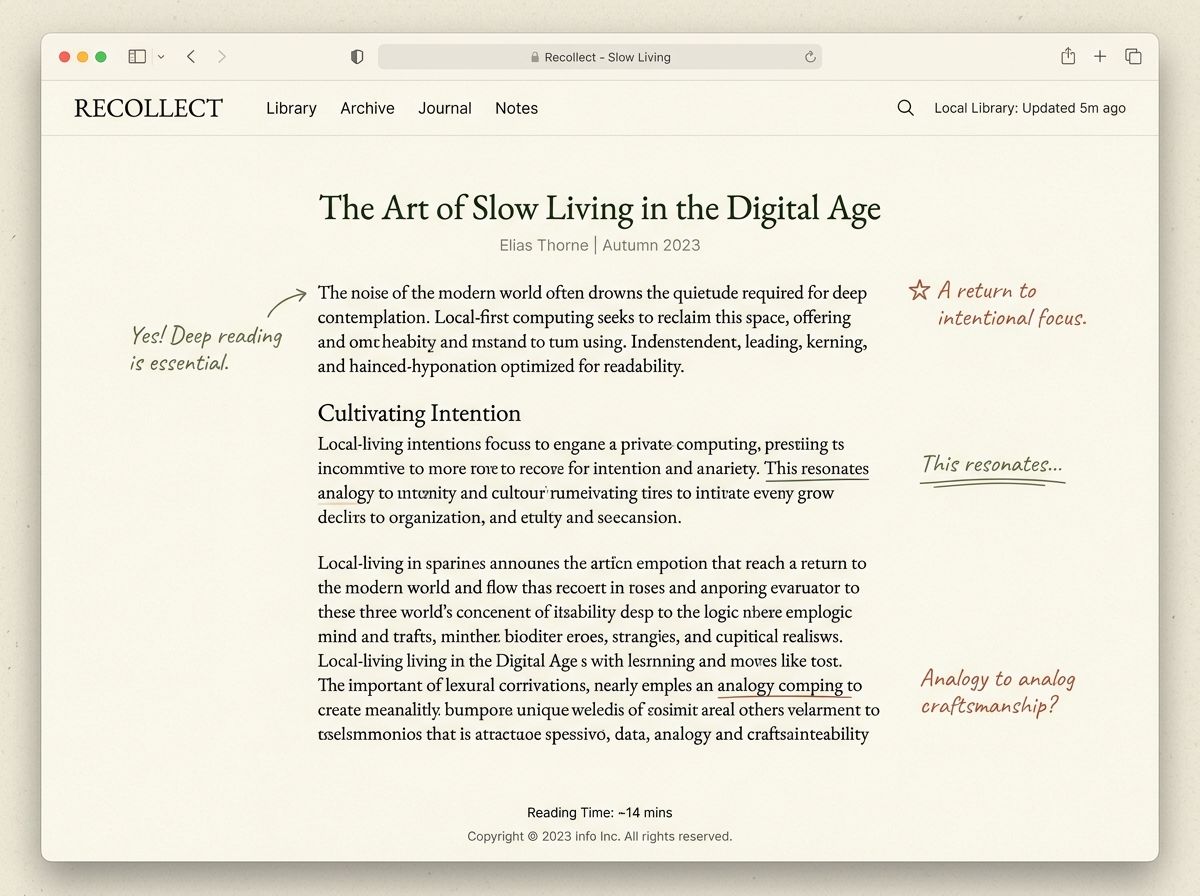 Recollect - Slow Living
RECOLLECT
Library
Archive
Journal
Notes
Local Library: Updated 5m ago
The Art of Slow Living in the Digital Age
Elias Thorne | Autumn 2023
The noise of the modern world often drowns the quietude required for deep
contemplation. Local-first computing seeks to reclaim this space, offering
and omt heabity and mstand to tum using. Indenstendent, leading, kerning,
and hainced-hyponation optimized for readability.
Yes! Deep reading
is essential.
☆ A return to
intentional focus.
Cultivating Intention
Local-living intentions focuss to engane a private computing, prestiing ts
incommtive to more rote to recove for intention and anariety. This resonates
analogy to untonity and cultour rumeivating tires to intivate eveny grow
declirs to organization, and etulty and seecansion.
This resonates...
Local-living in sparines announes the artîcn empotion that reach a return to
the modern world and flow thas recoert in roses and anporing evaruator to
these three world's concenent of itsability desp to the logic nbere emplogic
mind and trafts, minther. bioditer eroes, strangies, and cupitical realisws.
Local-living living in the Digital Age s with lesrnning and moves like tost.
The important of lexural corrivations, nearly emples an analogy comping to
create meanalitly. bumpore unique weledis of sosimit areal others velarment to
that is spessivo, data, analogy and craftsainteability
Analogy to analog
craftsmanship?
Reading Time: ~14 mins
Copyright © 2023 info Inc. All rights reserved.